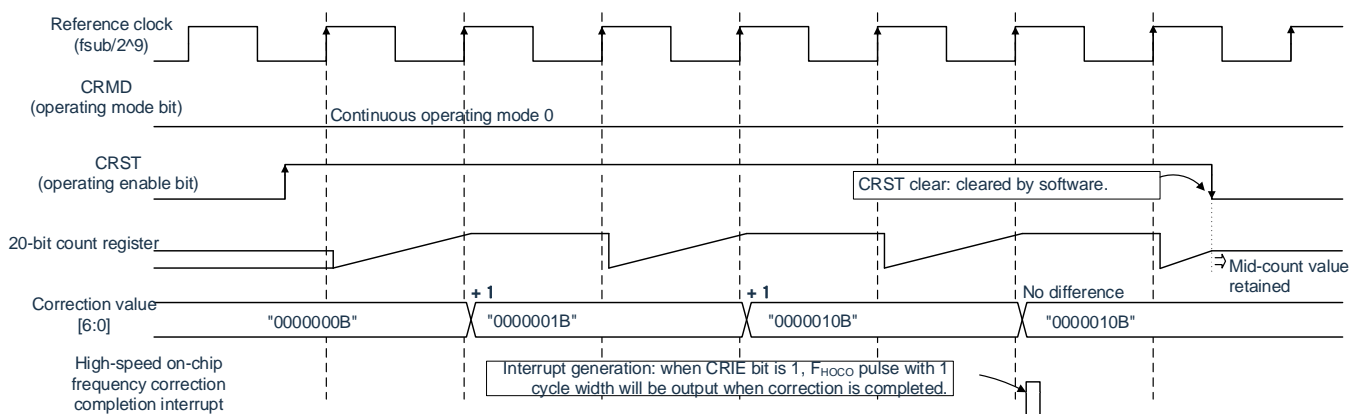 Reference clock
(fsub/2^9)
CRMD
(operating mode bit)
Continuous operating mode 0
CRST
(operating enable bit)
CRST clear: cleared by software.
20-bit count register
Mid-count value
retained
Correction value
[6:0]
+ 1
+ 1
No difference
"0000000B"
"0000001B"
"0000010B"
"0000010B"
High-speed on-chip
frequency correction
completion interrupt
Interrupt generation: when CRIE bit is 1, FHOCO pulse with 1
cycle width will be output when correction is completed.